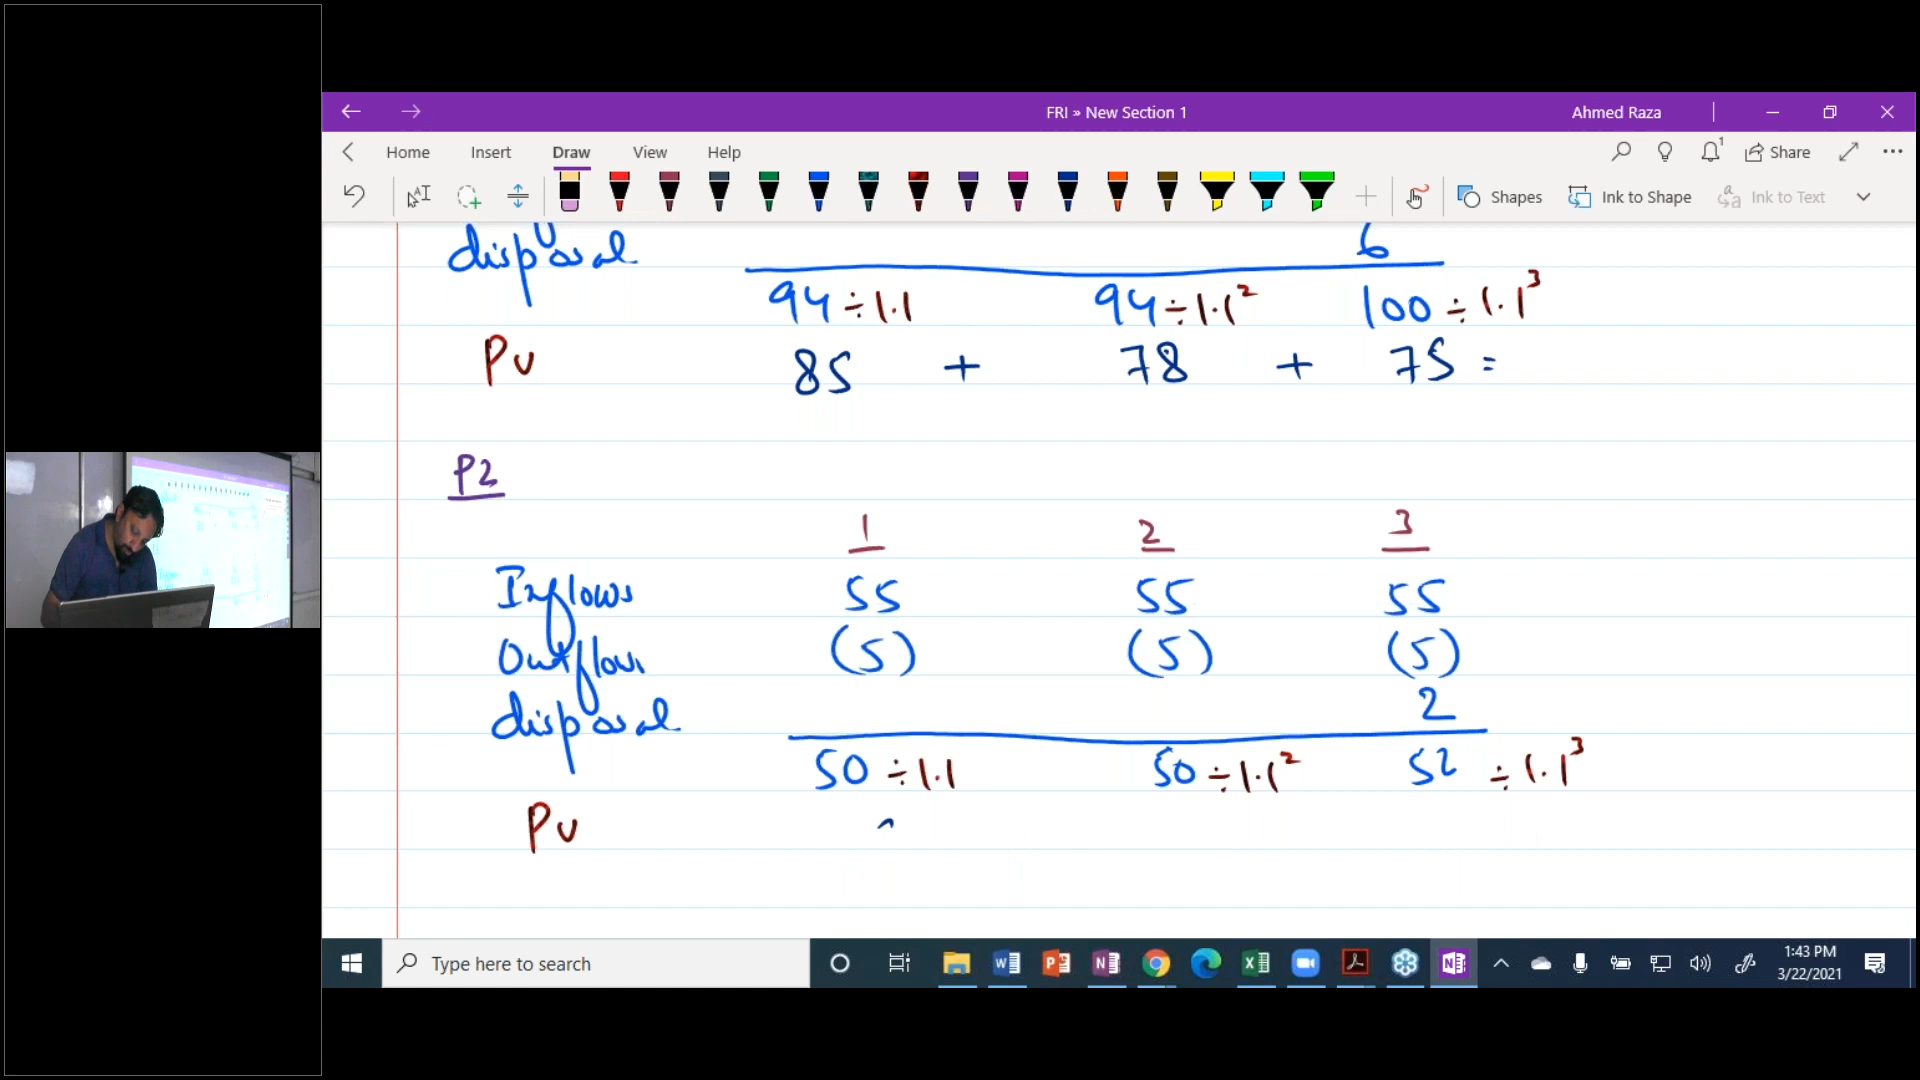 FRI » New Section 1
Ahmed Raza
Home Insert Draw View Help
1 Share
Shapes Ink to Shape Ink to Text
disposal 6
94 ÷ 1.1 94 ÷ 1.1² 100 ÷ 1.1³
Pv 85 + 78 + 75 =
P2
1 2 3
Inflows 55 55 55
Outflows (5) (5) (5)
disposal 2
50 ÷ 1.1 50 ÷ 1.1² 52 ÷ 1.1³
Pv
Type here to search
1:43 PM
3/22/2021